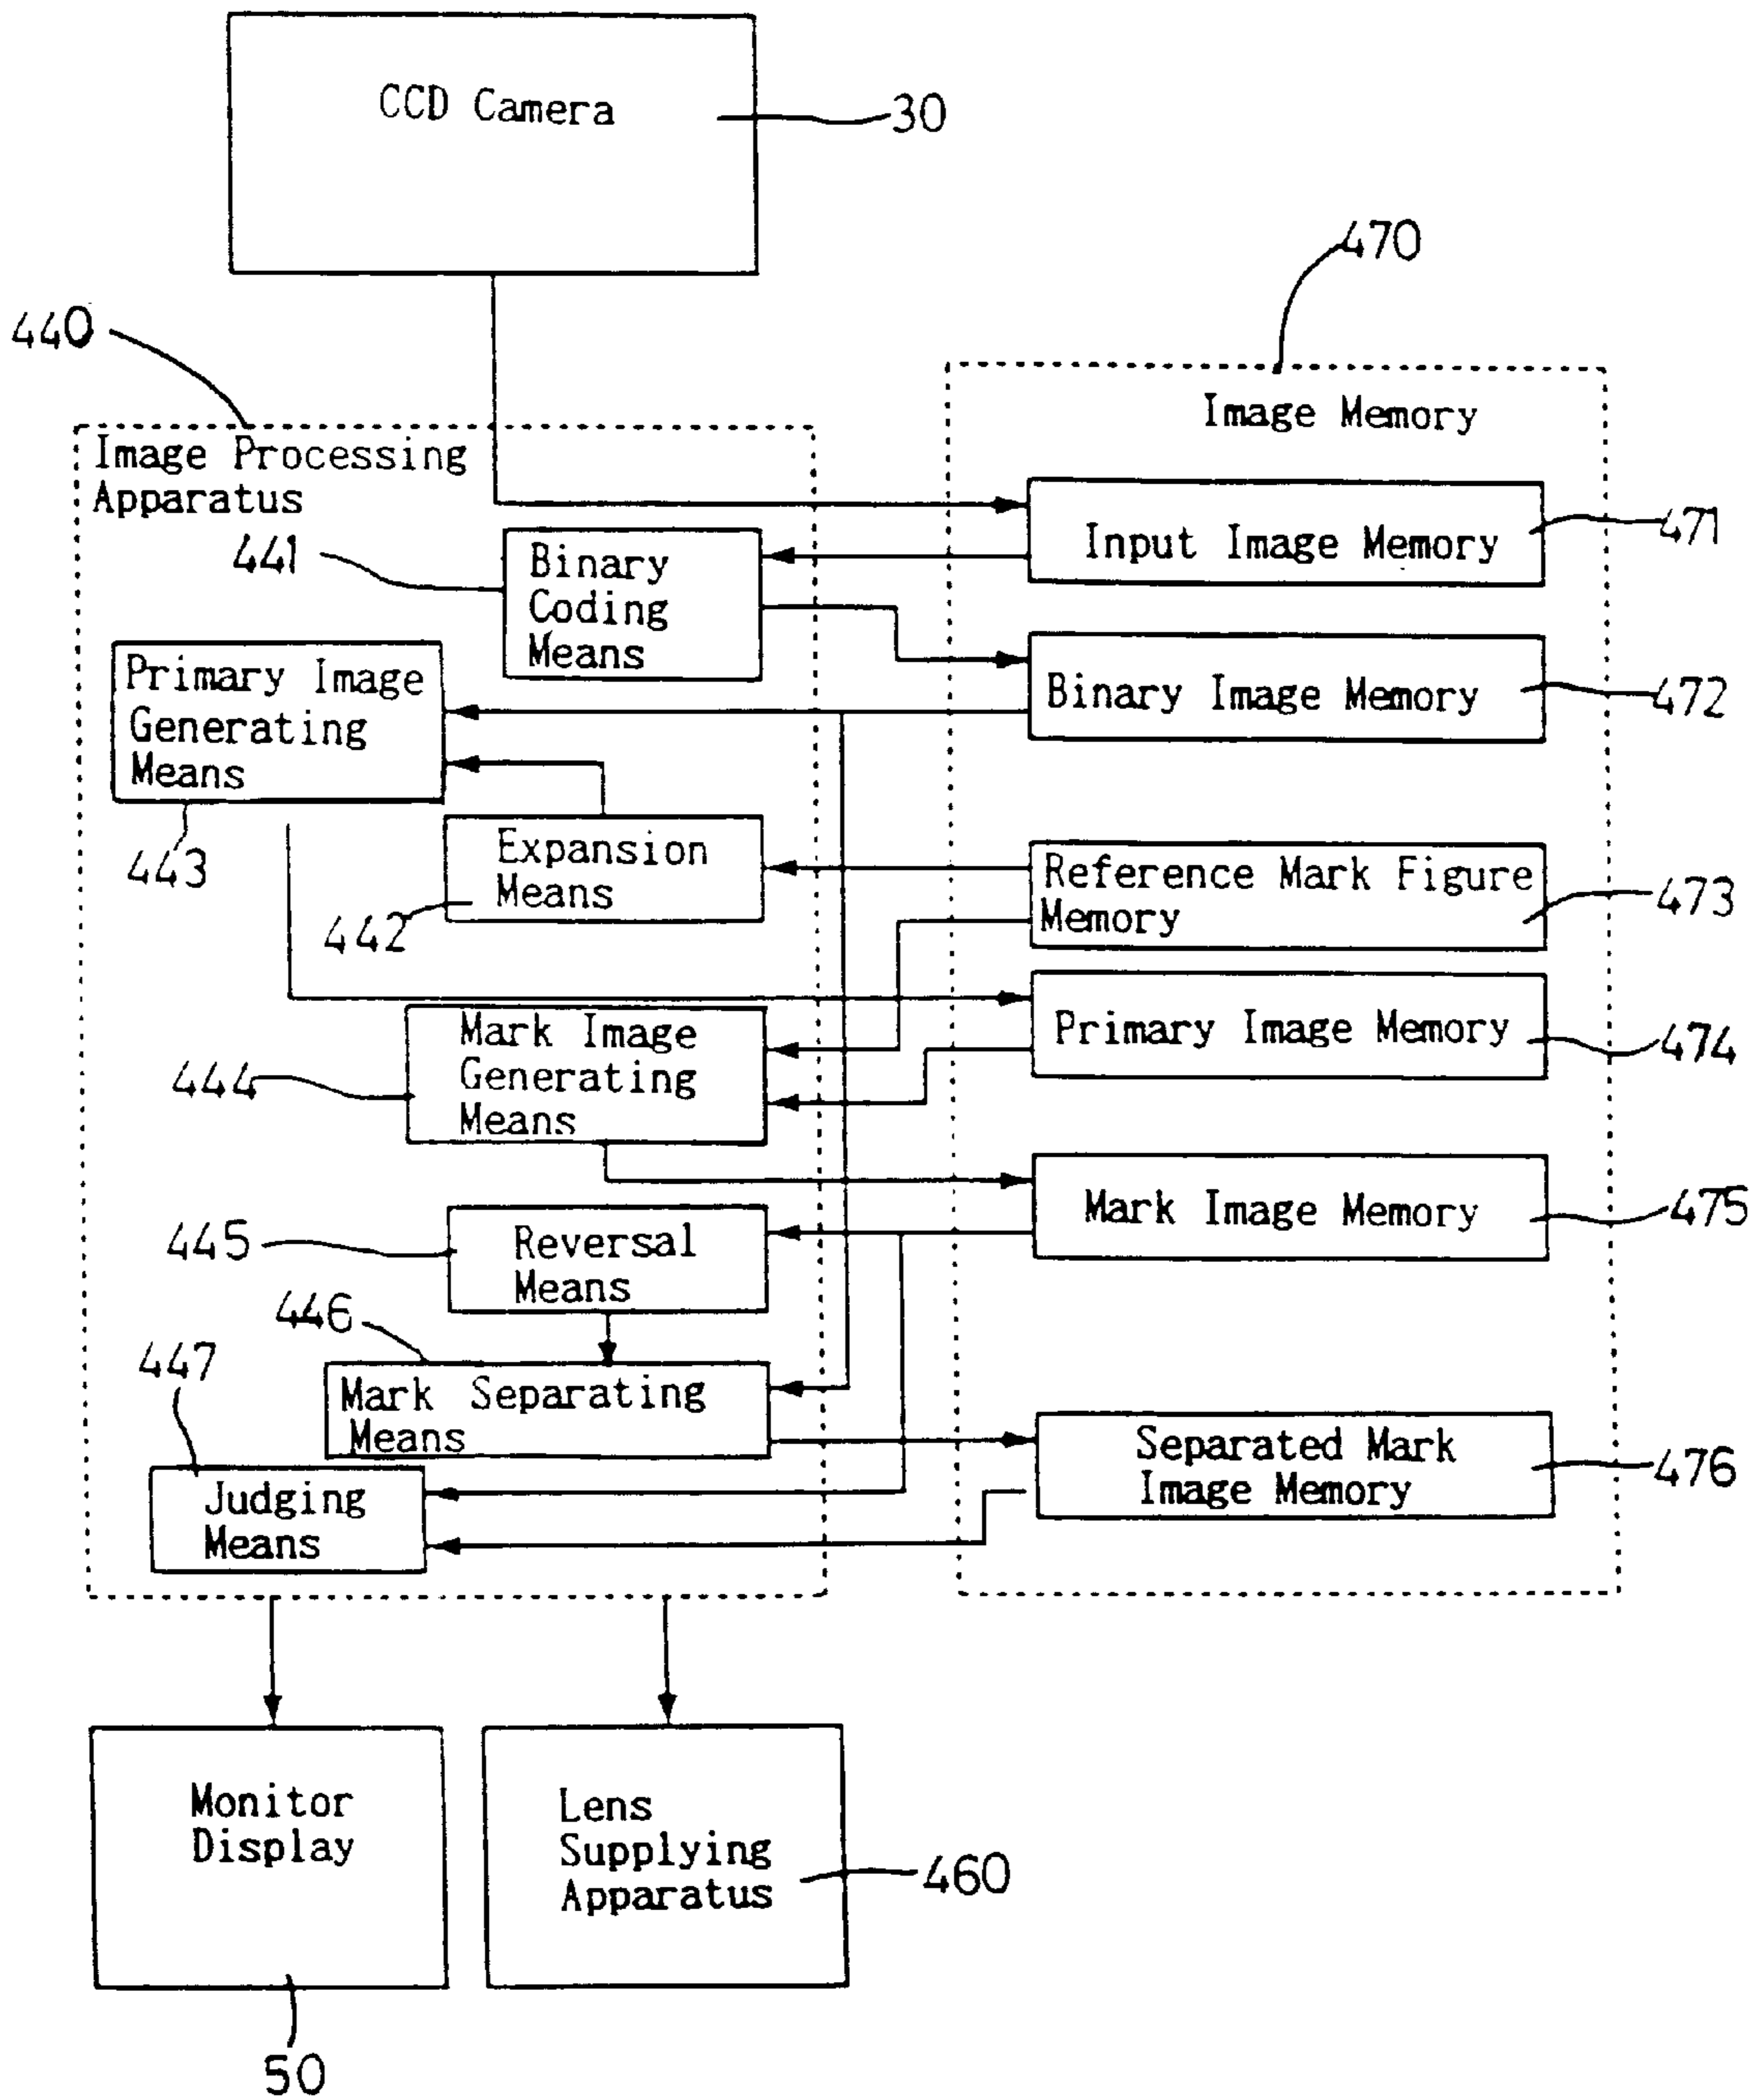 CCD Camera
30
470
440
Image Memory
Image Processing
Apparatus
Input Image Memory
471
441
Binary
Coding
Means
Primary Image
Generating
Means
Binary Image Memory
472
443
Expansion
Means
442
Reference Mark Figure
Memory
473
Mark Image
Generating
Means
444
Primary Image Memory
474
Mark Image Memory
475
445
Reversal
Means
446
447
Mark Separating
Means
Separated Mark
Image Memory
476
Judging
Means
Monitor
Display
Lens
Supplying
Apparatus
460
50